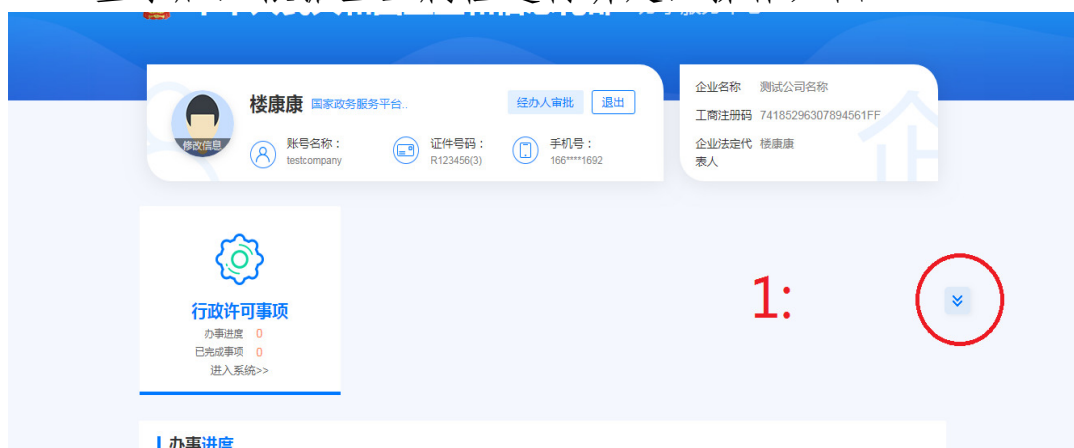 楼康康 国家政务服务平台.. 经办人审批 退出
修改信息
账号名称： 证件号码： 手机号：
testcompany R123456(3) 166****1692
企业名称 测试公司名称
工商注册码 74185296307894561FF
企业法定代表人 楼康康
企
行政许可事项
办事进度 0
已完成事项 0
进入系统>>
1:
办事进度